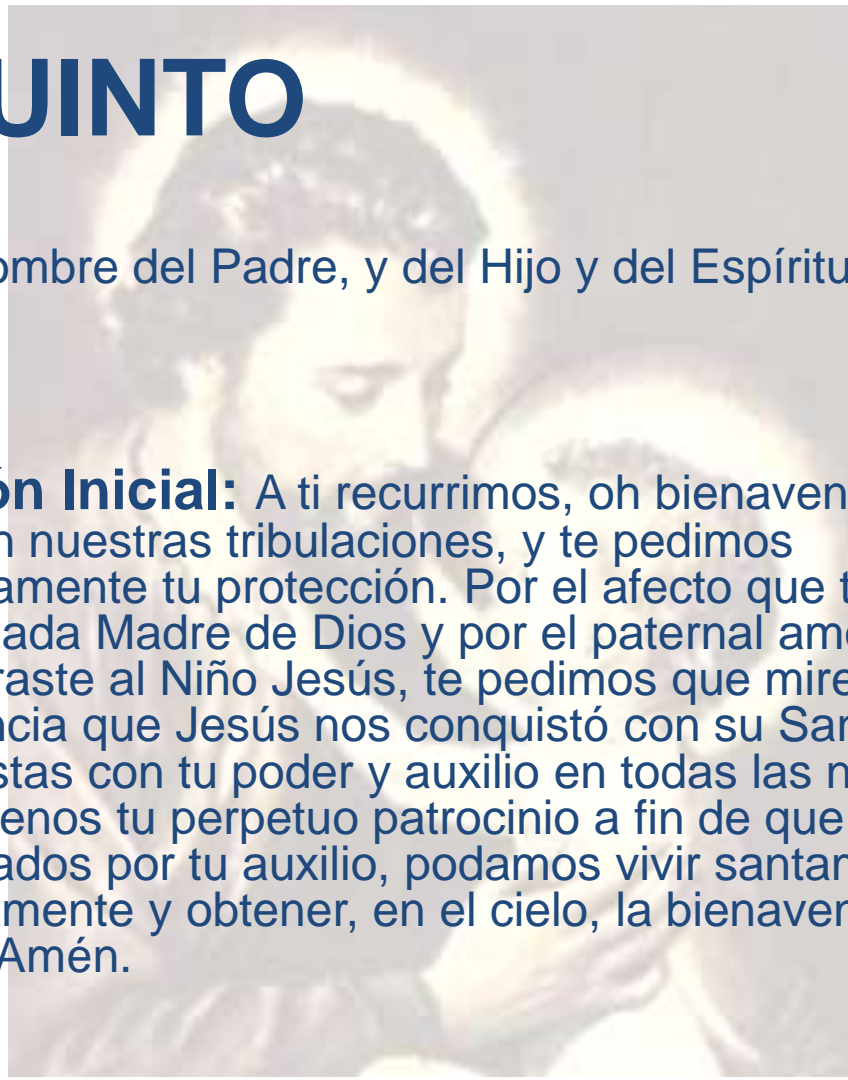 UINTO
ombre del Padre, y del Hijo y del Espíritu
ón Inicial: A ti recurrimos, oh bienaven
n nuestras tribulaciones, y te pedimos
amente tu protección. Por el afecto que t
ada Madre de Dios y por el paternal am
raste al Niño Jesús, te pedimos que mire
ncia que Jesús nos conquistó con su San
stas con tu poder y auxilio en todas las n
enos tu perpetuo patrocinio a fin de que
ados por tu auxilio, podamos vivir santa
mente y obtener, en el cielo, la bienaven
Amén.